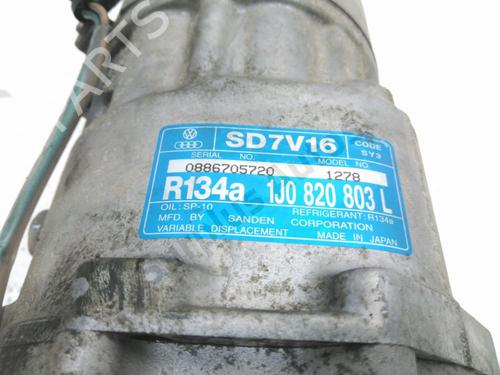 SD7V16
CODE
SY3
SERIAL NO. MODEL NO.
0886705720 1278
R134a 1J0 820 803 L
OIL: SP-10 REFRIGERANT: R134a
MFD. BY SANDEN CORPORATION
VARIABLE DISPLACEMENT MADE IN JAPAN